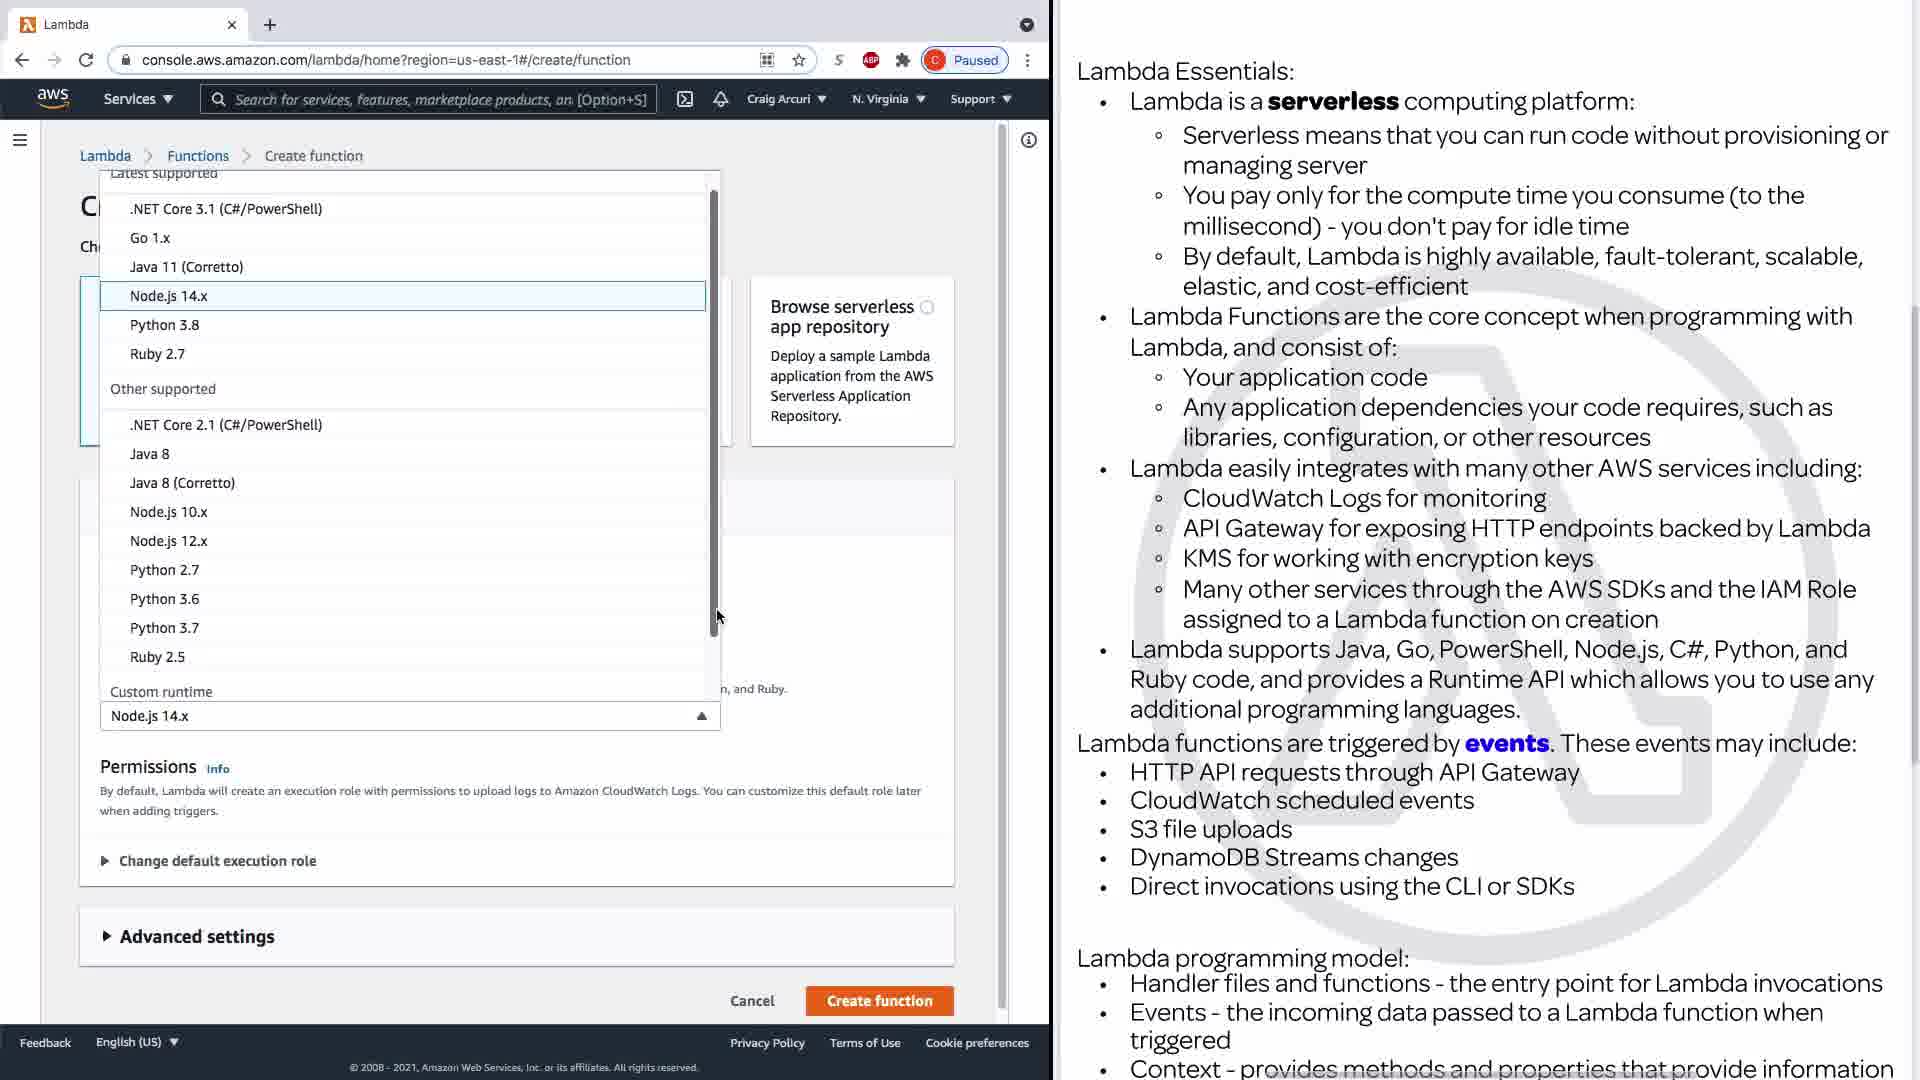 Lambda
console.aws.amazon.com/lambda/home?region=us-east-1#/create/function
ABP
C Paused
aws
Services
Search for services, features, marketplace products, an [Option+S]
Craig Arcuri
N. Virginia
Support
Lambda > Functions > Create function
Latest supported
.NET Core 3.1 (C#/PowerShell)
Go 1.x
Java 11 (Corretto)
Node.js 14.x
Python 3.8
Ruby 2.7
Other supported
.NET Core 2.1 (C#/PowerShell)
Java 8
Java 8 (Corretto)
Node.js 10.x
Node.js 12.x
Python 2.7
Python 3.6
Python 3.7
Ruby 2.5
Custom runtime
Node.js 14.x
Browse serverless
app repository
Deploy a sample Lambda
application from the AWS
Serverless Application
Repository.
n, and Ruby.
Permissions Info
By default, Lambda will create an execution role with permissions to upload logs to Amazon CloudWatch Logs. You can customize this default role later
when adding triggers.
Change default execution role
Advanced settings
Cancel
Create function
Feedback
English (US)
Privacy Policy
Terms of Use
Cookie preferences
© 2008 - 2021, Amazon Web Services, Inc. or its affiliates. All rights reserved.
Lambda Essentials:
• Lambda is a serverless computing platform:
◦ Serverless means that you can run code without provisioning or
managing server
◦ You pay only for the compute time you consume (to the
millisecond) - you don't pay for idle time
◦ By default, Lambda is highly available, fault-tolerant, scalable,
elastic, and cost-efficient
• Lambda Functions are the core concept when programming with
Lambda, and consist of:
◦ Your application code
◦ Any application dependencies your code requires, such as
libraries, configuration, or other resources
• Lambda easily integrates with many other AWS services including:
◦ CloudWatch Logs for monitoring
◦ API Gateway for exposing HTTP endpoints backed by Lambda
◦ KMS for working with encryption keys
◦ Many other services through the AWS SDKs and the IAM Role
assigned to a Lambda function on creation
• Lambda supports Java, Go, PowerShell, Node.js, C#, Python, and
Ruby code, and provides a Runtime API which allows you to use any
additional programming languages.
Lambda functions are triggered by events. These events may include:
• HTTP API requests through API Gateway
• CloudWatch scheduled events
• S3 file uploads
• DynamoDB Streams changes
• Direct invocations using the CLI or SDKs
Lambda programming model:
• Handler files and functions - the entry point for Lambda invocations
• Events - the incoming data passed to a Lambda function when
triggered
• Context - provides methods and properties that provide information